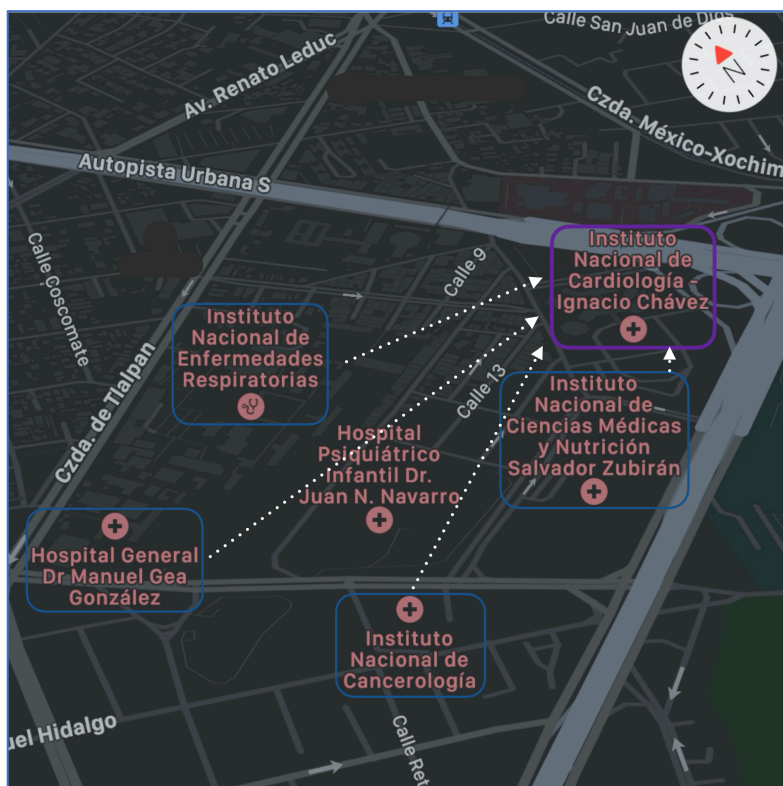 Calle San Juan de Dios
Av. Renato Leduc
N
Czda. México-Xochim
Autopista Urbana S
Calle Coscomate
Calle 9
Instituto
Nacional de
Cardiología -
Ignacio Chávez
Instituto
Nacional de
Enfermedades
Respiratorias
Czda. de Tlalpan
Calle 13
Instituto
Nacional de
Ciencias Médicas
y Nutrición
Salvador Zubirán
Hospital
Psiquiátrico
Infantil Dr.
Juan N. Navarro
Hospital General
Dr Manuel Gea
González
Instituto
Nacional de
Cancerología
uel Hidalgo
Calle Ret